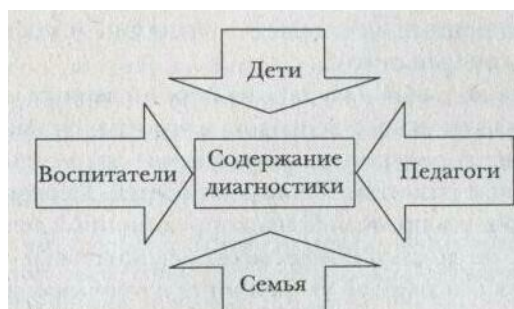 Дети
Воспитатели
Содержание
диагностики
Педагоги
Семья